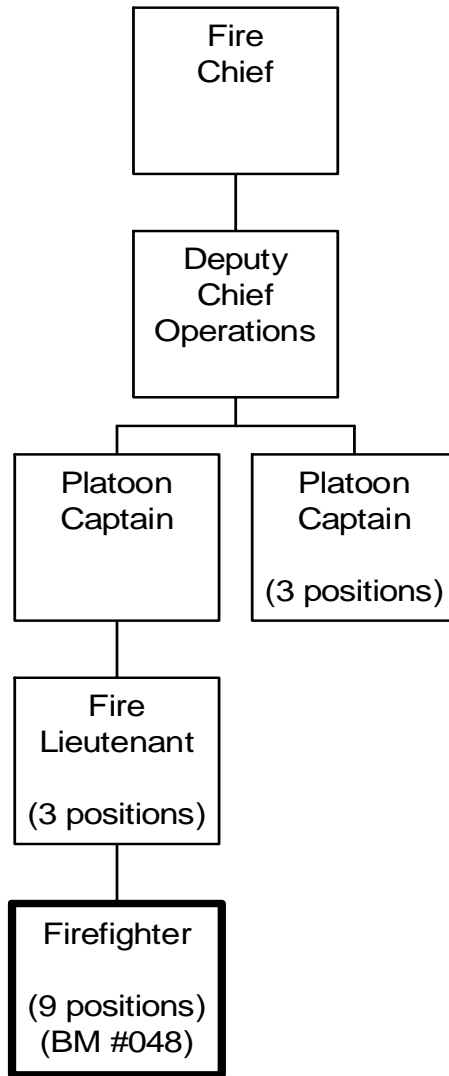 Fire
Chief
Deputy
Chief
Operations
Platoon
Captain
Platoon
Captain
(3 positions)
Fire
Lieutenant
(3 positions)
Firefighter
(9 positions)
(BM #048)